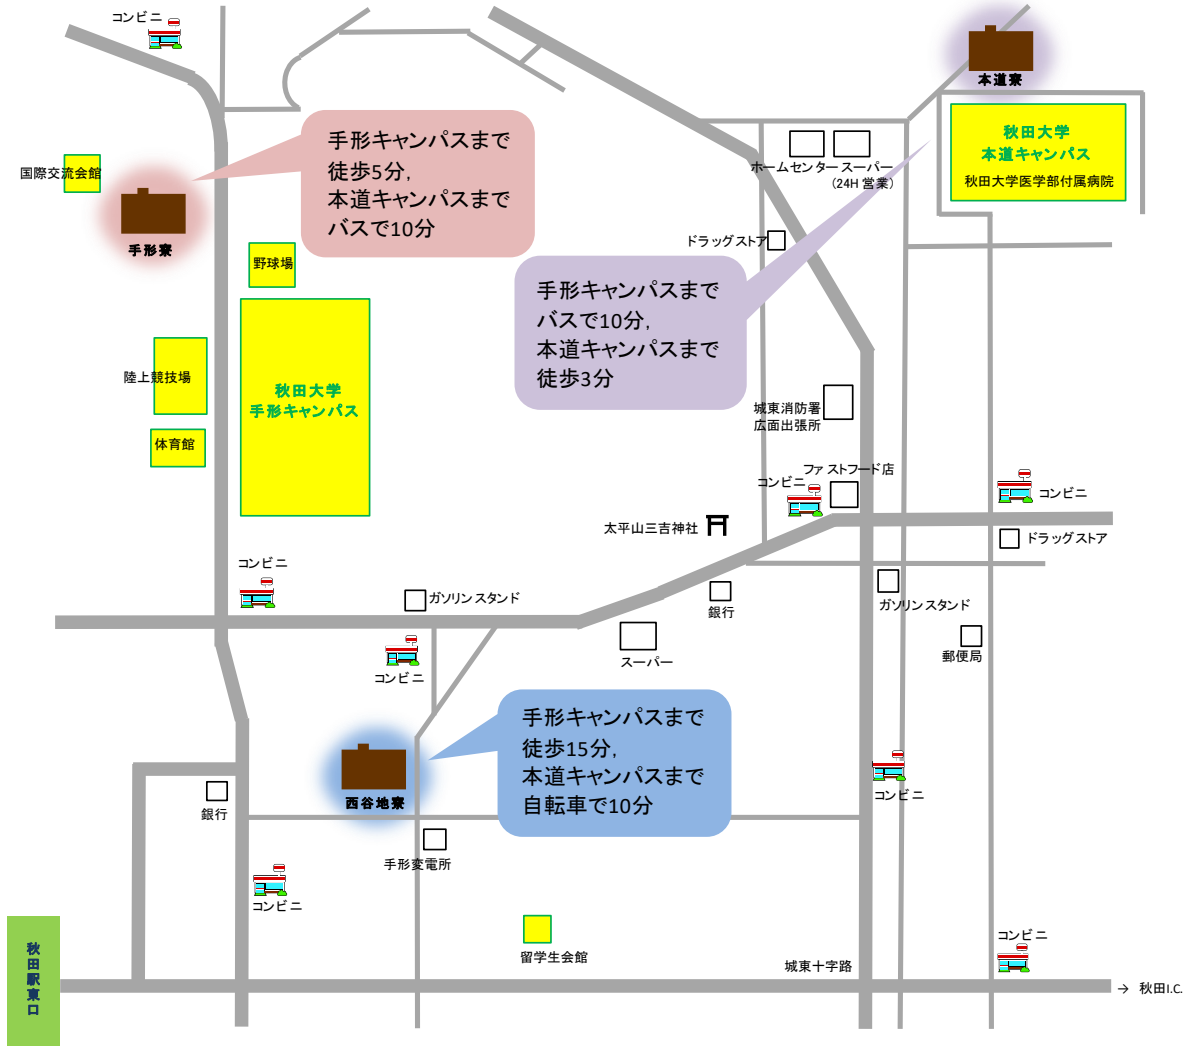 コンビニ
本道寮
秋田大学
本道キャンパス
秋田大学医学部付属病院
手形キャンパスまで
徒歩5分,
本道キャンパスまで
バスで10分
国際交流会館
手形寮
ホームセンター
スーパー
(24H 営業)
ドラッグストア
野球場
手形キャンパスまで
バスで10分,
本道キャンパスまで
徒歩3分
陸上競技場
秋田大学
手形キャンパス
体育館
城東消防署
広面出張所
ファストフード店
コンビニ
コンビニ
太平山三吉神社
ドラッグストア
コンビニ
ガソリンスタンド
銀行
ガソリンスタンド
スーパー
郵便局
コンビニ
手形キャンパスまで
徒歩15分,
本道キャンパスまで
自転車で10分
西谷地寮
コンビニ
銀行
手形変電所
コンビニ
留学生会館
城東十字路
コンビニ
秋田駅東口
→ 秋田I.C.